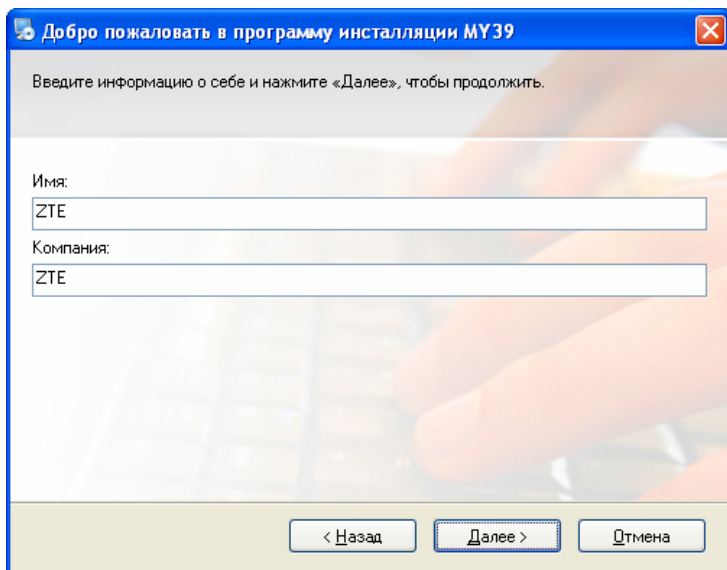 Добро пожаловать в программу инсталляции MY39
Введите информацию о себе и нажмите «Далее», чтобы продолжить.
Имя:
ZTE
Компания:
ZTE
< Назад
Далее >
Отмена